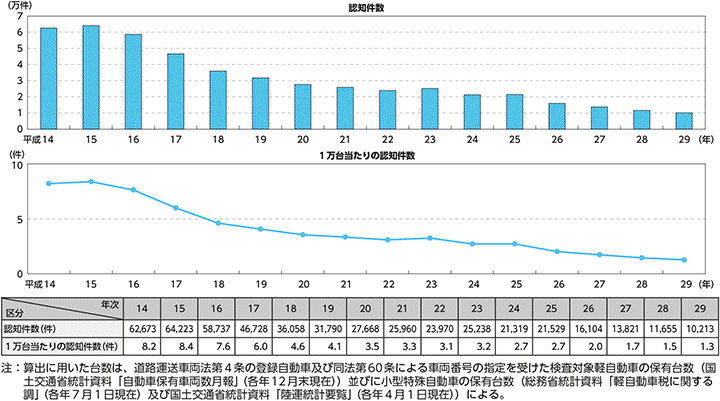 (万件)
認知件数
7
6
5
4
3
2
1
0
平成14 15 16 17 18 19 20 21 22 23 24 25 26 27 28 29 (年)
(件)
1万台当たりの認知件数
10
5
0
平成14 15 16 17 18 19 20 21 22 23 24 25 26 27 28 29 (年)
区分 年次 14 15 16 17 18 19 20 21 22 23 24 25 26 27 28 29
認知件数(件) 62,673 64,223 58,737 46,728 36,058 31,790 27,668 25,960 23,970 25,238 21,319 21,529 16,104 13,821 11,655 10,213
1万台当たりの認知件数(件) 8.2 8.4 7.6 6.0 4.6 4.1 3.5 3.3 3.1 3.2 2.7 2.7 2.0 1.7 1.5 1.3
注：算出に用いた台数は、道路運送車両法第4条の登録自動車及び同法第60条による車両番号の指定を受けた検査対象軽自動車の保有台数（国
土交通省統計資料「自動車保有車両数月報」（各年12月末現在））並びに小型特殊自動車の保有台数（総務省統計資料「軽自動車税に関する
調」（各年7月1日現在）及び国土交通省統計資料「陸運統計要覧」（各年4月1日現在））による。